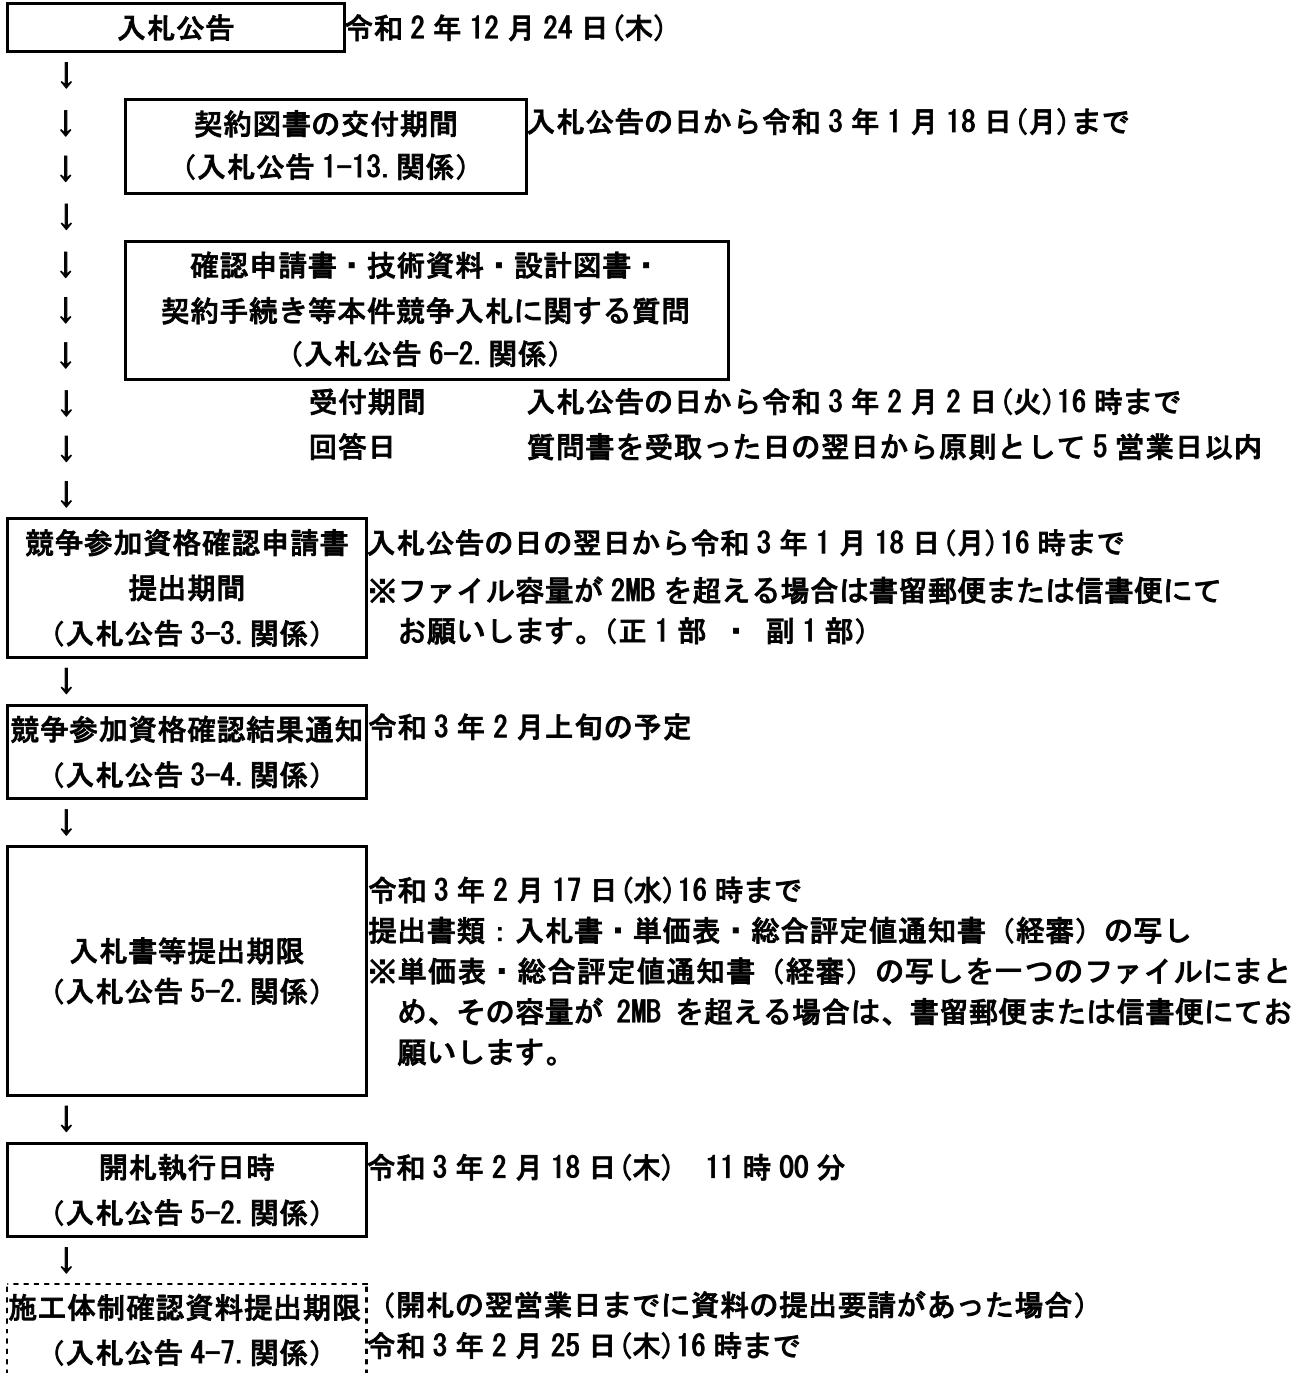 入札公告 令和2年12月24日(木)
↓
↓ 契約図書の交付期間 入札公告の日から令和3年1月18日(月)まで
↓ (入札公告1-13.関係)
↓
↓ 確認申請書・技術資料・設計図書・
↓ 契約手続き等本件競争入札に関する質問
↓ (入札公告6-2.関係)
↓ 受付期間 入札公告の日から令和3年2月2日(火)16時まで
↓ 回答日 質問書を受取った日の翌日から原則として5営業日以内
↓
競争参加資格確認申請書 入札公告の日の翌日から令和3年1月18日(月)16時まで
提出期間 ※ファイル容量が2MBを超える場合は書留郵便または信書便にて
(入札公告3-3.関係) お願いします。(正1部 ・ 副1部)
↓
競争参加資格確認結果通知 令和3年2月上旬の予定
(入札公告3-4.関係)
↓
入札書等提出期限
(入札公告5-2.関係)
令和3年2月17日(水)16時まで
提出書類:入札書・単価表・総合評定値通知書(経審)の写し
※単価表・総合評定値通知書(経審)の写しを一つのファイルにまと
め、その容量が 2MB を超える場合は、書留郵便または信書便にてお
願いします。
↓
開札執行日時 令和3年2月18日(木) 11時00分
(入札公告5-2.関係)
↓
施工体制確認資料提出期限 (開札の翌営業日までに資料の提出要請があった場合)
(入札公告4-7.関係) 令和3年2月25日(木)16時まで